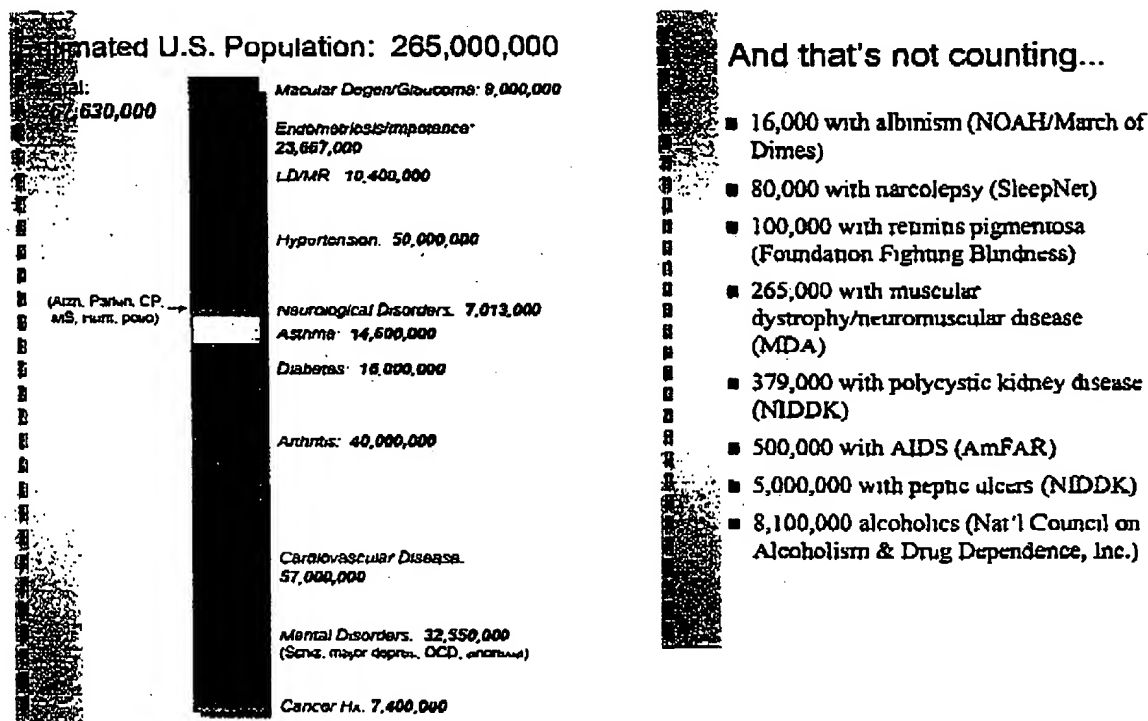 mated U.S. Population: 265,000,000
630,000
Macular Degen/Glaucoma: 9,000,000
Endometriosis/Impotence:
23,667,000
LD/MR 10,400,000
Hypertension. 50,000,000
CP,
MS,
Neurological Disorders. 7,013,000
Asthma: 14,600,000
Diabetes: 16,000,000
Arthritis: 40,000,000
Cardiovascular Disease.
57,000,000
Mental Disorders. 32,550,000
major OCD,
Cancer Hx. 7,400,000
And that's not counting...
■ 16,000 with albinism (NOAH/March of
Dimes)
■ 80,000 with narcolepsy (SleepNet)
■ 100,000 with retinitis pigmentosa
(Foundation Fighting Blindness)
■ 265,000 with muscular
dystrophy/neuromuscular disease
(MDA)
■ 379,000 with polycystic kidney disease
(NIDDK)
■ 500,000 with AIDS (AmFAR)
■ 5,000,000 with peptic ulcers (NIDDK)
■ 8,100,000 alcoholics (Nat'l Council on
Alcoholism & Drug Dependence, Inc.)